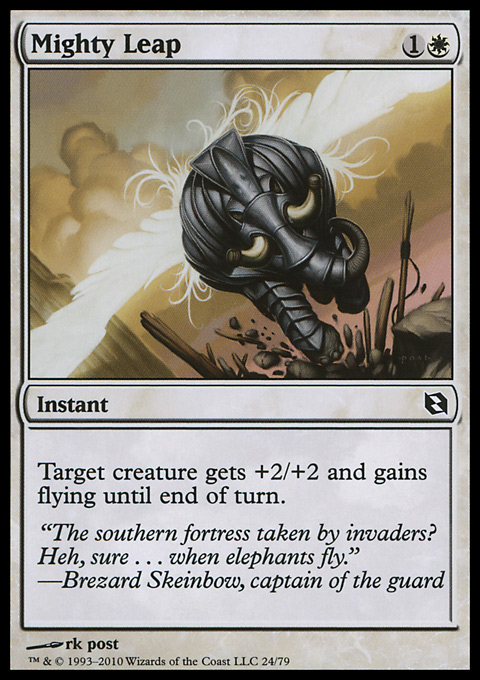 Mighty Leap 1
post
Instant
Target creature gets +2/+2 and gains
flying until end of turn.
“The southern fortress taken by invaders?
Heh, sure . . . when elephants fly.”
—Brezard Skeinbow, captain of the guard
rk post
™ & © 1993–2010 Wizards of the Coast LLC 24/79